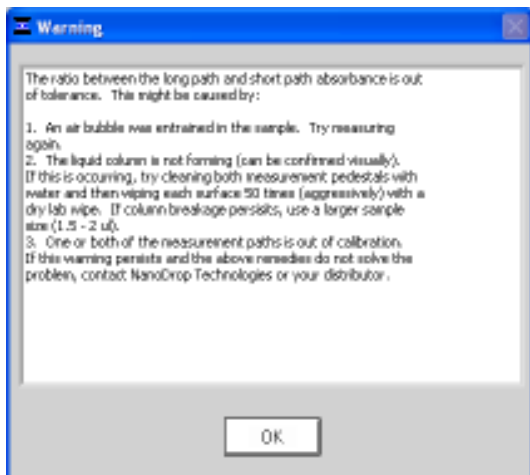 Warning
The ratio between the long path and short path absorbance is out
of tolerance. This might be caused by:
1. An air bubble was entrained in the sample. Try measuring
again.
2. The liquid column is not forming (can be confirmed visually).
If this is occurring, try cleaning both measurement pedestals with
water and then wiping each surface 50 times (aggressively) with a
dry lab wipe. If column breakage persists, use a larger sample
size (1.5 - 2 ul).
3. One or both of the measurement paths is out of calibration.
If this warning persists and the above remedies do not solve the
problem, contact NanoDrop Technologies or your distributor.
OK